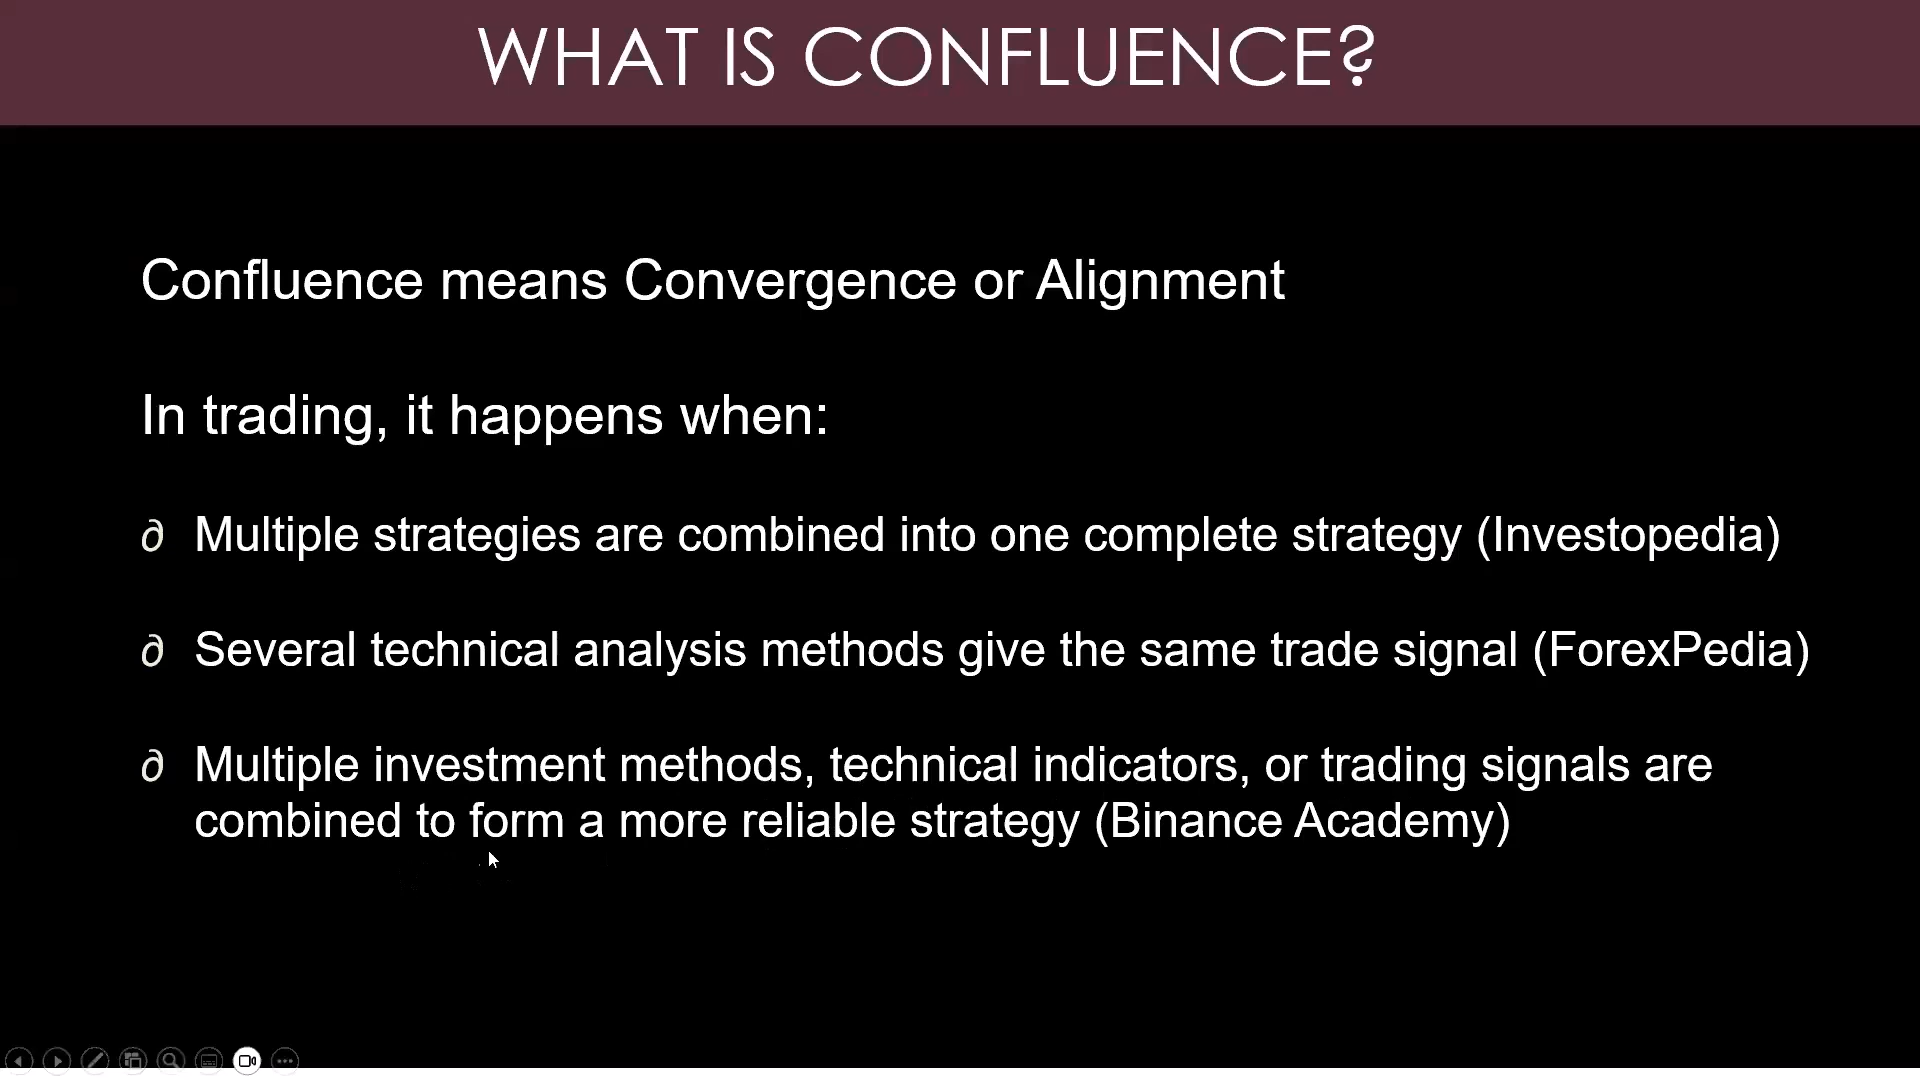 WHAT IS CONFLUENCE?
Confluence means Convergence or Alignment
In trading, it happens when:
∂ Multiple strategies are combined into one complete strategy (Investopedia)
∂ Several technical analysis methods give the same trade signal (ForexPedia)
∂ Multiple investment methods, technical indicators, or trading signals are
combined to form a more reliable strategy (Binance Academy)